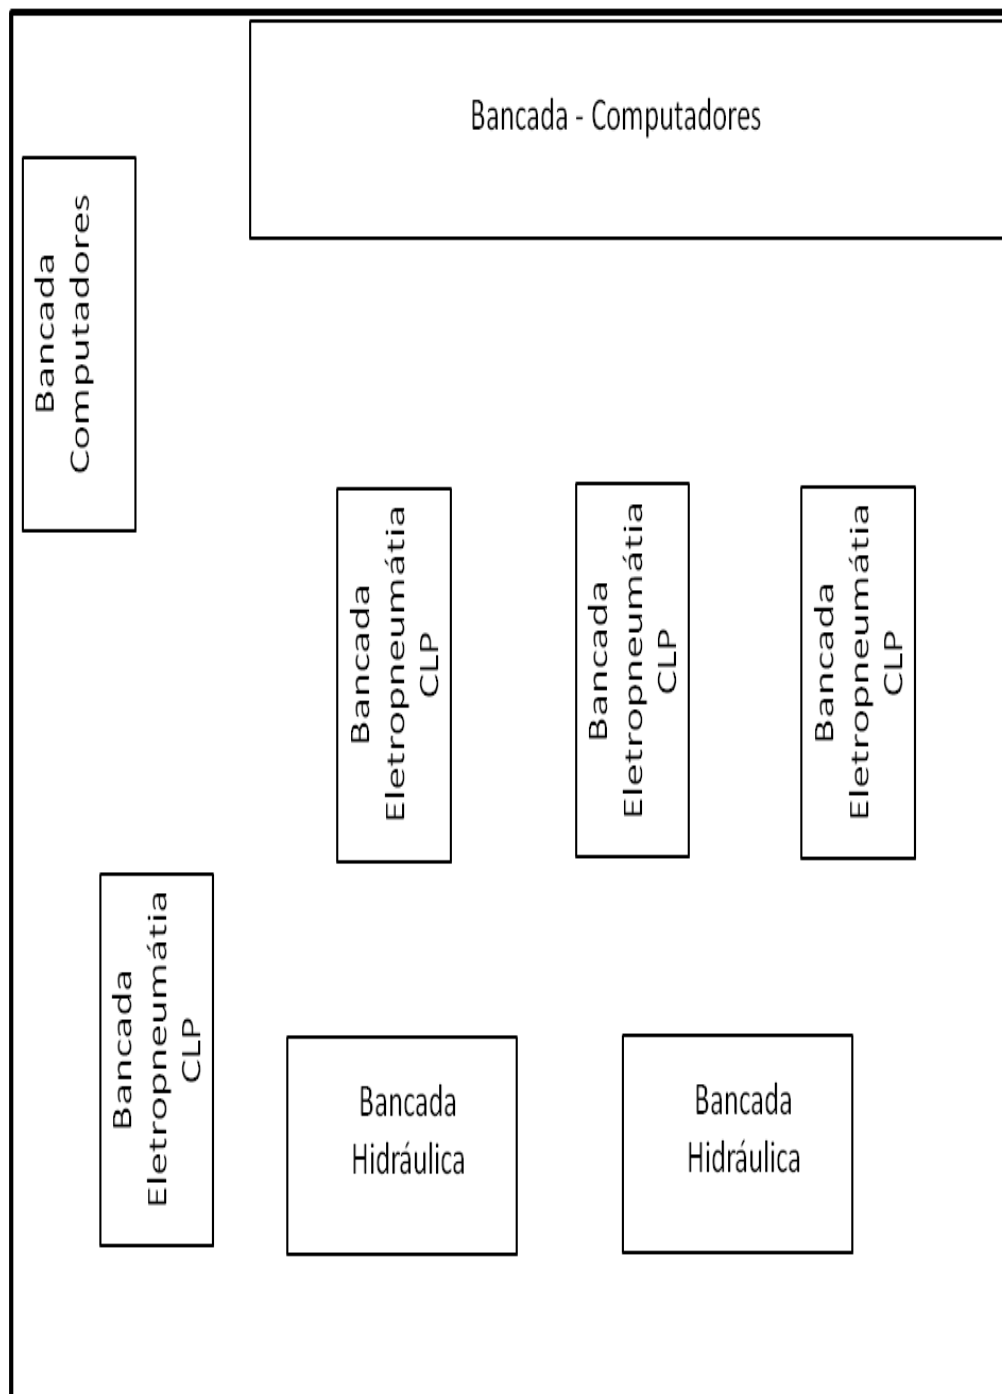 Bancada - Computadores
Bancada
Computadores
Bancada
Eletropneumátia
CLP
Bancada
Eletropneumátia
CLP
Bancada
Eletropneumátia
CLP
Bancada
Eletropneumátia
CLP
Bancada
Hidráulica
Bancada
Hidráulica